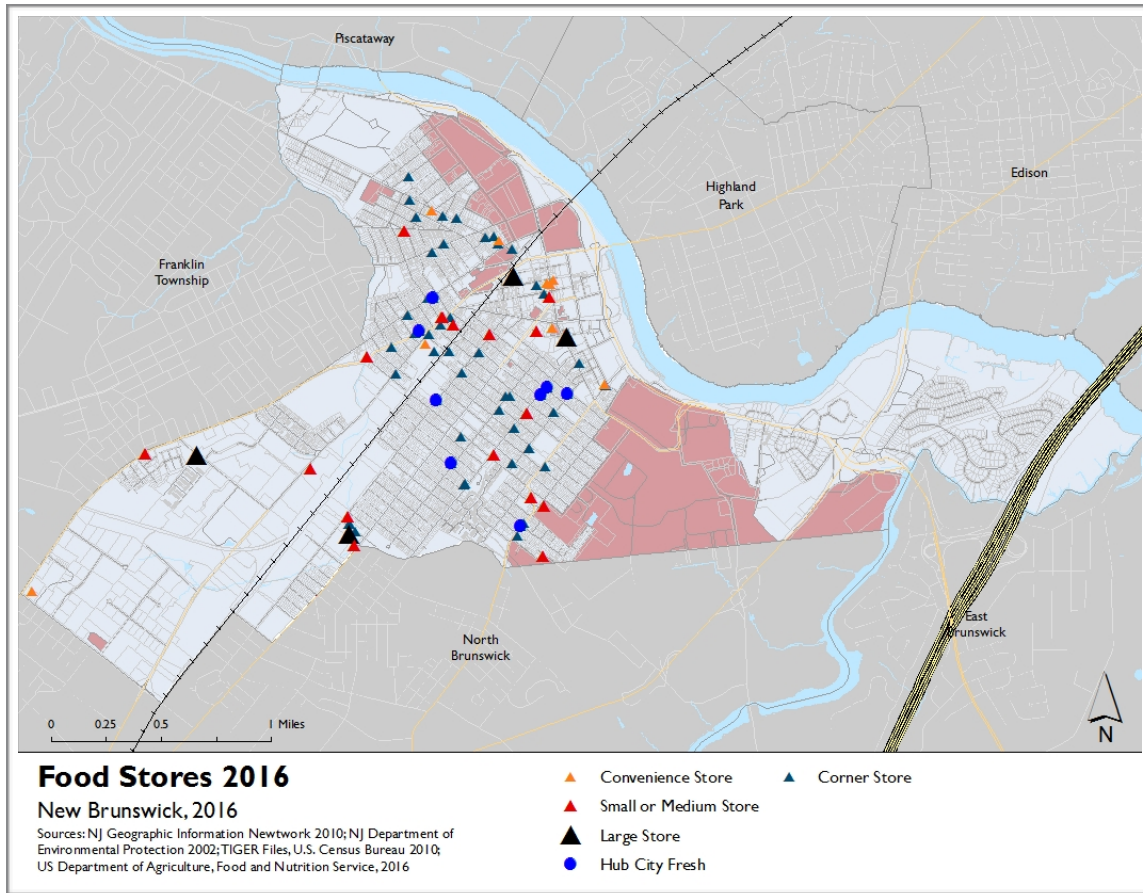 Piscataway
Edison
Highland
Park
Franklin
Township
North
Brunswick
East
Brunswick
0 0.25 0.5 1 Miles
N
Food Stores 2016
New Brunswick, 2016
Sources: NJ Geographic Information Newtwork 2010; NJ Department of
Environmental Protection 2002; TIGER Files, U.S. Census Bureau 2010;
US Department of Agriculture, Food and Nutrition Service, 2016
Convenience Store
Corner Store
Small or Medium Store
Large Store
Hub City Fresh